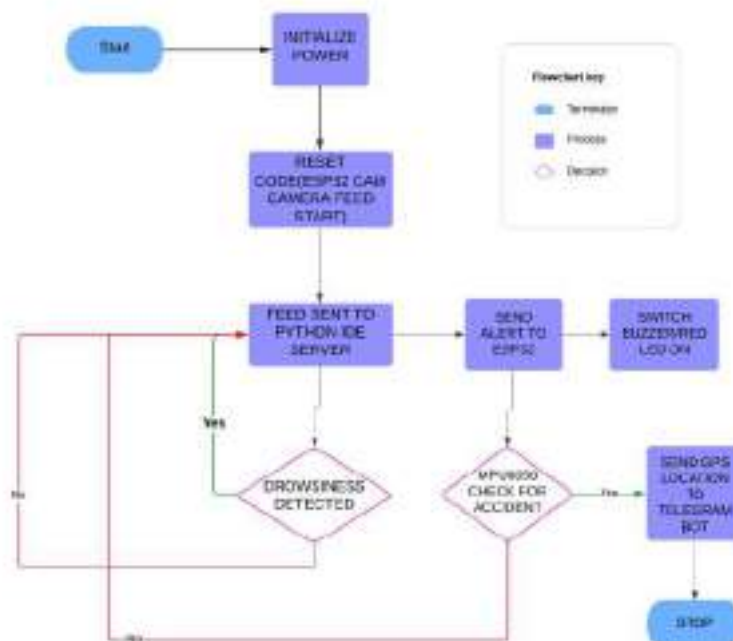 Start
INITIALIZE
POWER
Flowchart key
Terminator
Process
Decision
RESET
CODE(ESP32 CAM
CAMERA FEED
START)
FEED SENT TO
PYTHON IDE
SERVER
SEND
ALERT TO
ESP32
SWITCH
BUZZER/RED
LED ON
Yes
No
DROWSINESS
DETECTED
MPU6050
CHECK FOR
ACCIDENT
Yes
SEND GPS
LOCATION
TO
TELEGRAM
BOT
STOP